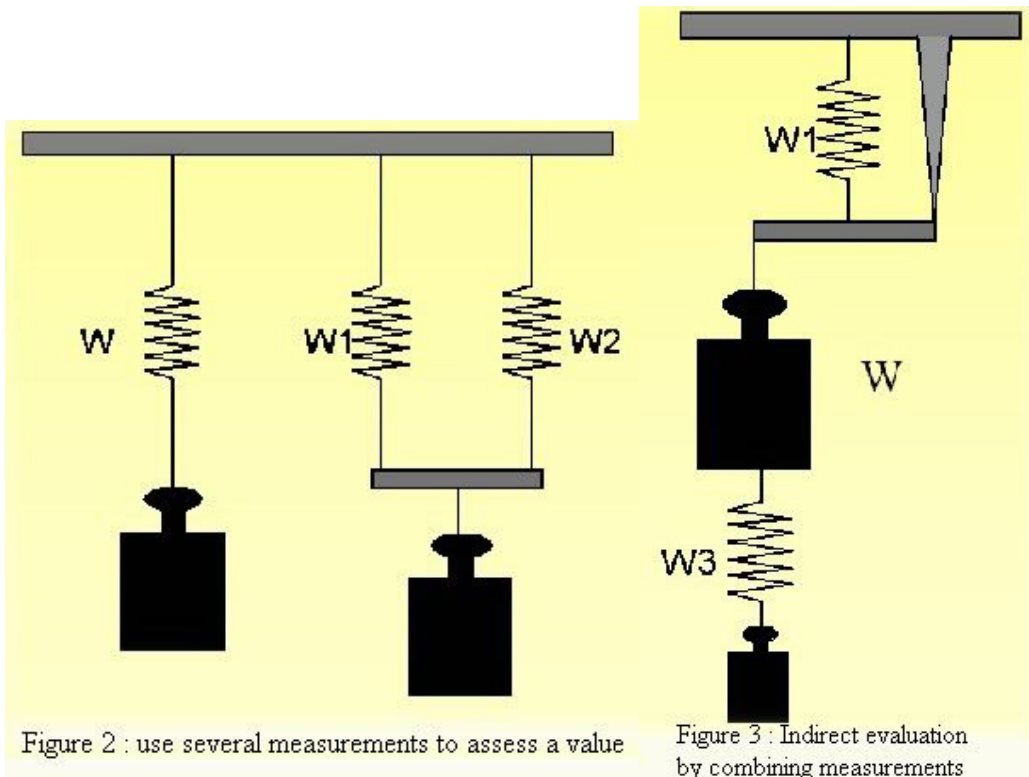 W
W1
W2
Figure 2 : use several measurements to assess a value
W1
W
W3
Figure 3 : Indirect evaluation
by combining measurements